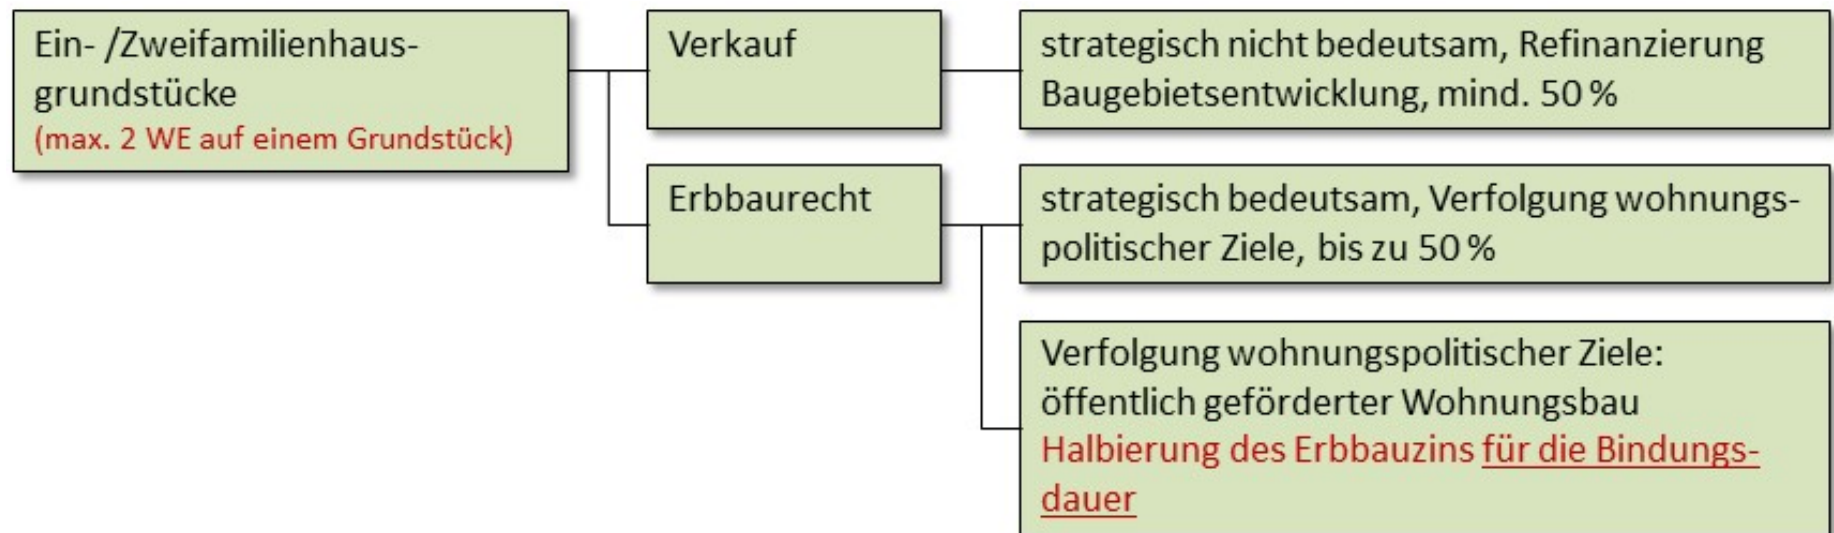 Ein- /Zweifamilienhaus-
grundstücke
(max. 2 WE auf einem Grundstück)
Verkauf
strategisch nicht bedeutsam, Refinanzierung
Baugebietsentwicklung, mind. 50 %
Erbbaurecht
strategisch bedeutsam, Verfolgung wohnungs-
politischer Ziele, bis zu 50 %
Verfolgung wohnungspolitischer Ziele:
öffentlich geförderter Wohnungsbau
Halbierung des Erbbauzins für die Bindungs-
dauer